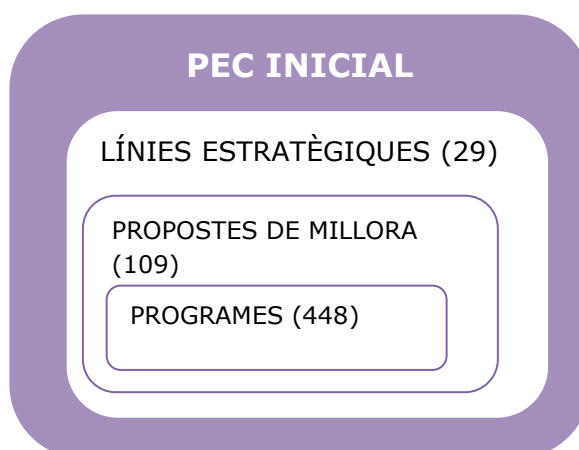 PEC INICIAL
LÍNIES ESTRATÈGIQUES (29)
PROPOSTES DE MILLORA
(109)
PROGRAMES (448)